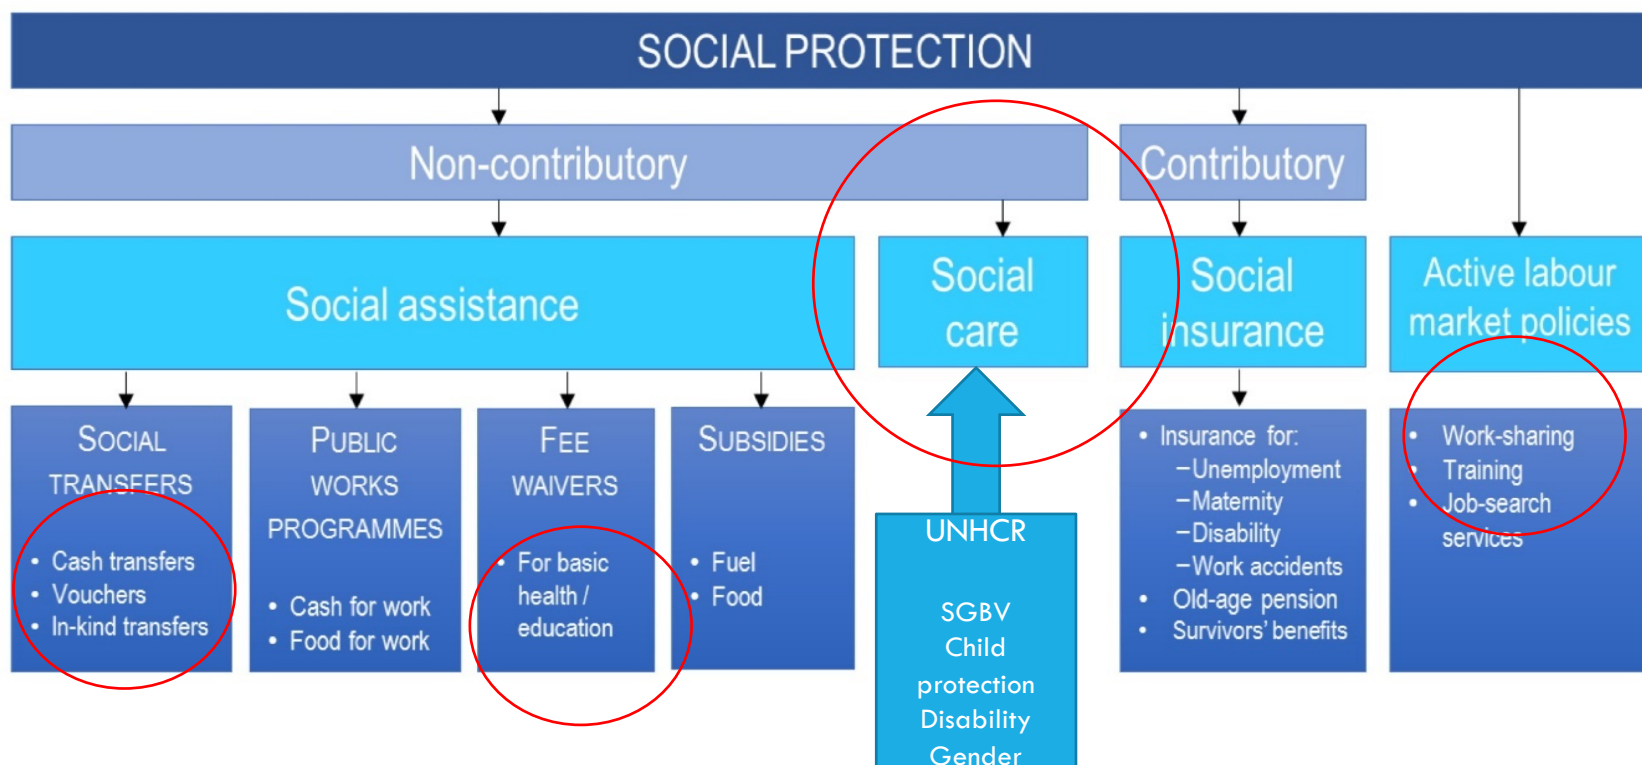 SOCIAL PROTECTION
Non-contributory
Contributory
Social assistance
Social
care
Social
insurance
Active labour
market policies
SOCIAL
TRANSFERS
• Cash transfers
• Vouchers
• In-kind transfers
PUBLIC
WORKS
PROGRAMMES
• Cash for work
• Food for work
FEE
WAIVERS
• For basic
health /
education
SUBSIDIES
• Fuel
• Food
UNHCR
SGBV
Child
protection
Disability
Gender
• Insurance for:
–Unemployment
–Maternity
–Disability
–Work accidents
• Old-age pension
• Survivors' benefits
• Work-sharing
• Training
• Job-search
services